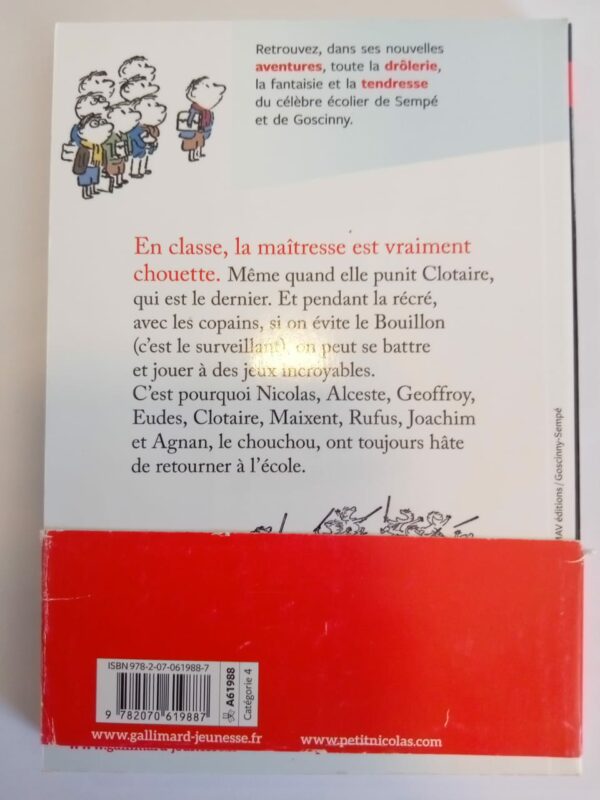 Retrouvez, dans ses nouvelles
aventures, toute la drôlerie,
la fantaisie et la tendresse
du célèbre écolier de Sempé
et de Goscinny.
En classe, la maîtresse est vraiment
chouette. Même quand elle punit Clotaire,
qui est le dernier. Et pendant la récré,
avec les copains, si on évite le Bouillon
(c'est le surveillant), on peut se battre
et jouer à des jeux incroyables.
C'est pourquoi Nicolas, Alceste, Geoffroy,
Eudes, Clotaire, Maixent, Rufus, Joachim
et Agnan, le chouchou, ont toujours hâte
de retourner à l'école.
MAV éditions / Goscinny-Sempé
ISBN 978-2-07-061988-7
9 782070 619887
A61988
Catégorie 4
www.gallimard-jeunesse.fr
www.petitnicolas.com